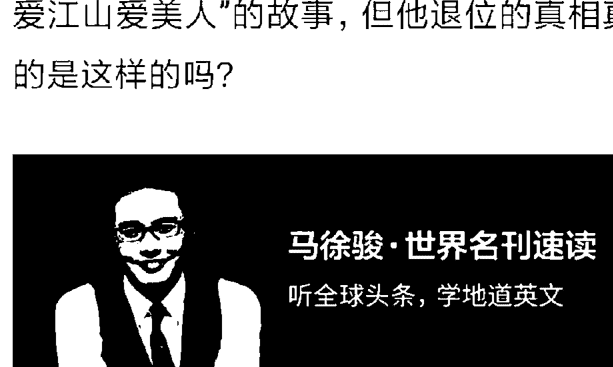 爱江山爱美人”的故事，但他退位的真相
的是这样的吗？
马徐骏·世界名刊速读
听全球头条，学地道英文